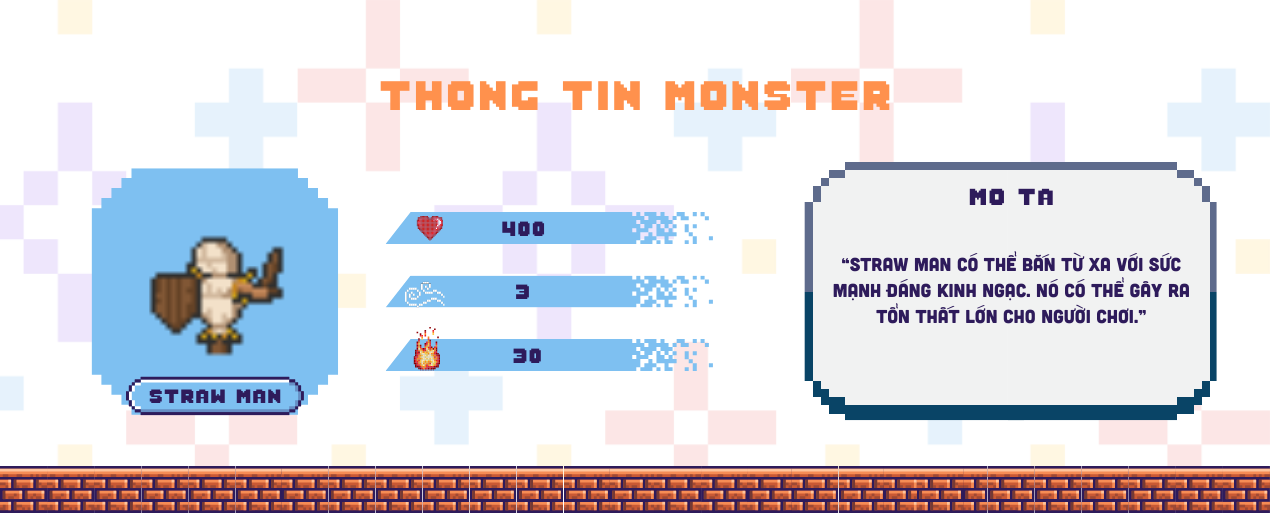 THONG TIN MONSTER
STRAW MAN
400
3
30
MO TA
“STRAW MAN CÓ THỂ BẮN TỪ XA VỚI SỨC
MẠNH ĐÁNG KINH NGẠC. NÓ CÓ THỂ GÂY RA
TỔN THẤT LỚN CHO NGƯỜI CHƠI.”